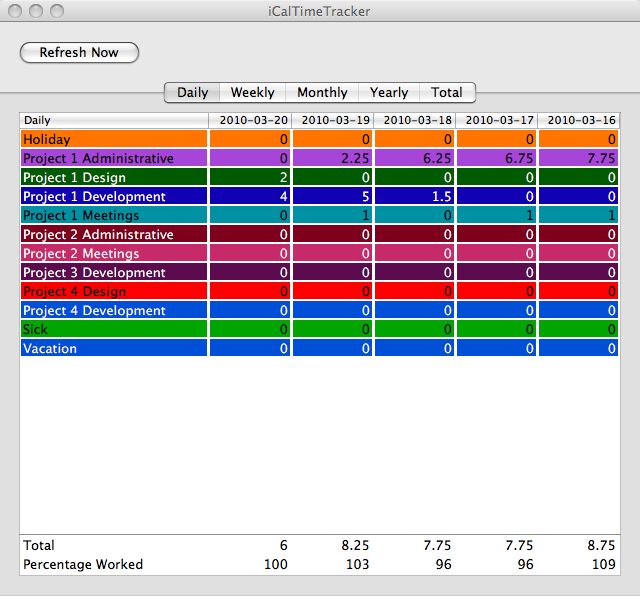 iCalTimeTracker
Refresh Now
Daily Weekly Monthly Yearly Total
Daily 2010-03-20 2010-03-19 2010-03-18 2010-03-17 2010-03-16
Holiday 0 0 0 0 0
Project 1 Administrative 0 2.25 6.25 6.75 7.75
Project 1 Design 2 0 0 0 0
Project 1 Development 4 5 1.5 0 0
Project 1 Meetings 0 1 0 1 1
Project 2 Administrative 0 0 0 0 0
Project 2 Meetings 0 0 0 0 0
Project 3 Development 0 0 0 0 0
Project 4 Design 0 0 0 0 0
Project 4 Development 0 0 0 0 0
Sick 0 0 0 0 0
Vacation 0 0 0 0 0
Total 6 8.25 7.75 7.75 8.75
Percentage Worked 100 103 96 96 109